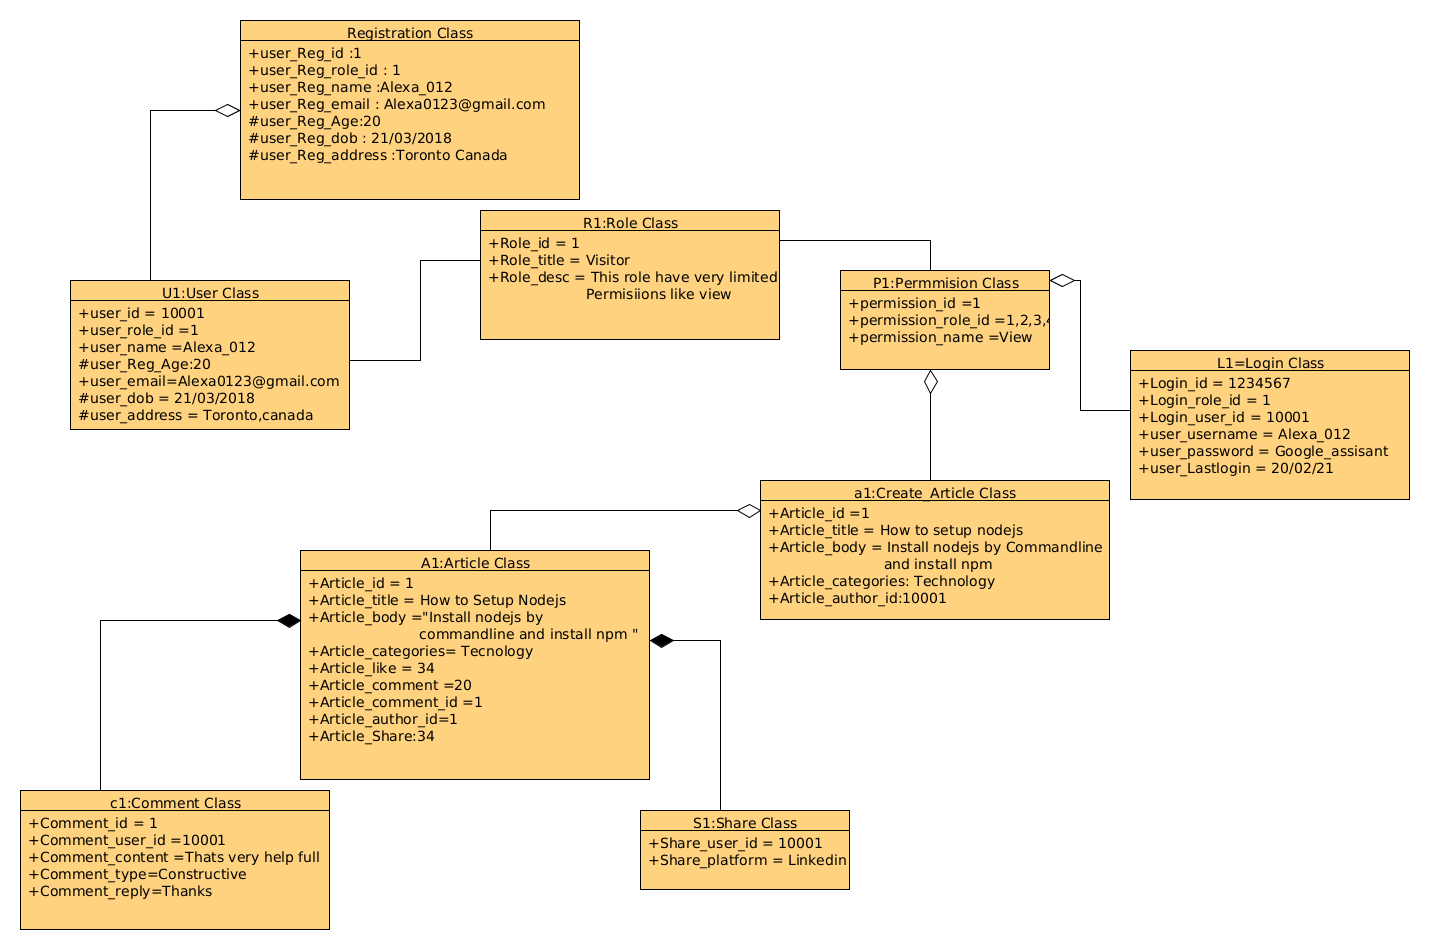 Registration Class
+user_Reg_id :1
+user_Reg_role_id : 1
+user_Reg_name :Alexa_012
+user_Reg_email : Alexa0123@gmail.com
#user_Reg_Age:20
#user_Reg_dob : 21/03/2018
#user_Reg_address :Toronto Canada
R1:Role Class
+Role_id = 1
+Role_title = Visitor
+Role_desc = This role have very limited
Permisiions like view
P1:Permmision Class
+permission_id =1
+permission_role_id =1,2,3,4
+permission_name =View
U1:User Class
+user_id = 10001
+user_role_id =1
+user_name =Alexa_012
#user_Reg_Age:20
+user_email=Alexa0123@gmail.com
#user_dob = 21/03/2018
#user_address = Toronto,canada
L1=Login Class
+Login_id = 1234567
+Login_role_id = 1
+Login_user_id = 10001
+user_username = Alexa_012
+user_password = Google_assisant
+user_Lastlogin = 20/02/21
a1:Create_Article Class
+Article_id =1
+Article_title = How to setup nodejs
+Article_body = Install nodejs by Commandline
and install npm
+Article_categories: Technology
+Article_author_id:10001
A1:Article Class
+Article_id = 1
+Article_title = How to Setup Nodejs
+Article_body ="Install nodejs by
commandline and install npm "
+Article_categories= Tecnology
+Article_like = 34
+Article_comment =20
+Article_comment_id =1
+Article_author_id=1
+Article_Share:34
c1:Comment Class
+Comment_id = 1
+Comment_user_id =10001
+Comment_content =Thats very help full
+Comment_type=Constructive
+Comment_reply=Thanks
S1:Share Class
+Share_user_id = 10001
+Share_platform = Linkedin